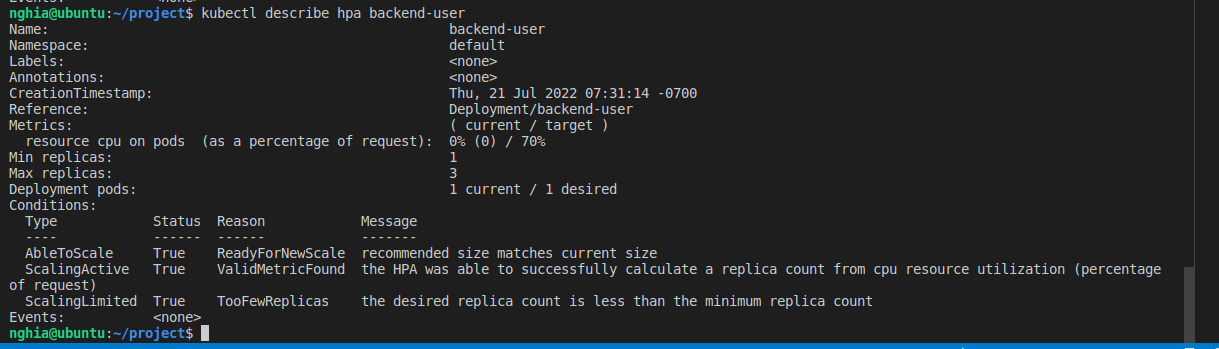 Events:           <none>
nghia@ubuntu:~/project$ kubectl describe hpa backend-user
Name:                                                  backend-user
Namespace:                                             default
Labels:                                                <none>
Annotations:                                           <none>
CreationTimestamp:                                     Thu, 21 Jul 2022 07:31:14 -0700
Reference:                                             Deployment/backend-user
Metrics:                                               ( current / target )
  resource cpu on pods  (as a percentage of request):  0% (0) / 70%
Min replicas:                                          1
Max replicas:                                          3
Deployment pods:                                       1 current / 1 desired
Conditions:
  Type            Status  Reason            Message
  ----            ------  ------            -------
  AbleToScale     True    ReadyForNewScale  recommended size matches current size
  ScalingActive   True    ValidMetricFound  the HPA was able to successfully calculate a replica count from cpu resource utilization (percentage
of request)
  ScalingLimited  True    TooFewReplicas    the desired replica count is less than the minimum replica count
Events:           <none>
nghia@ubuntu:~/project$